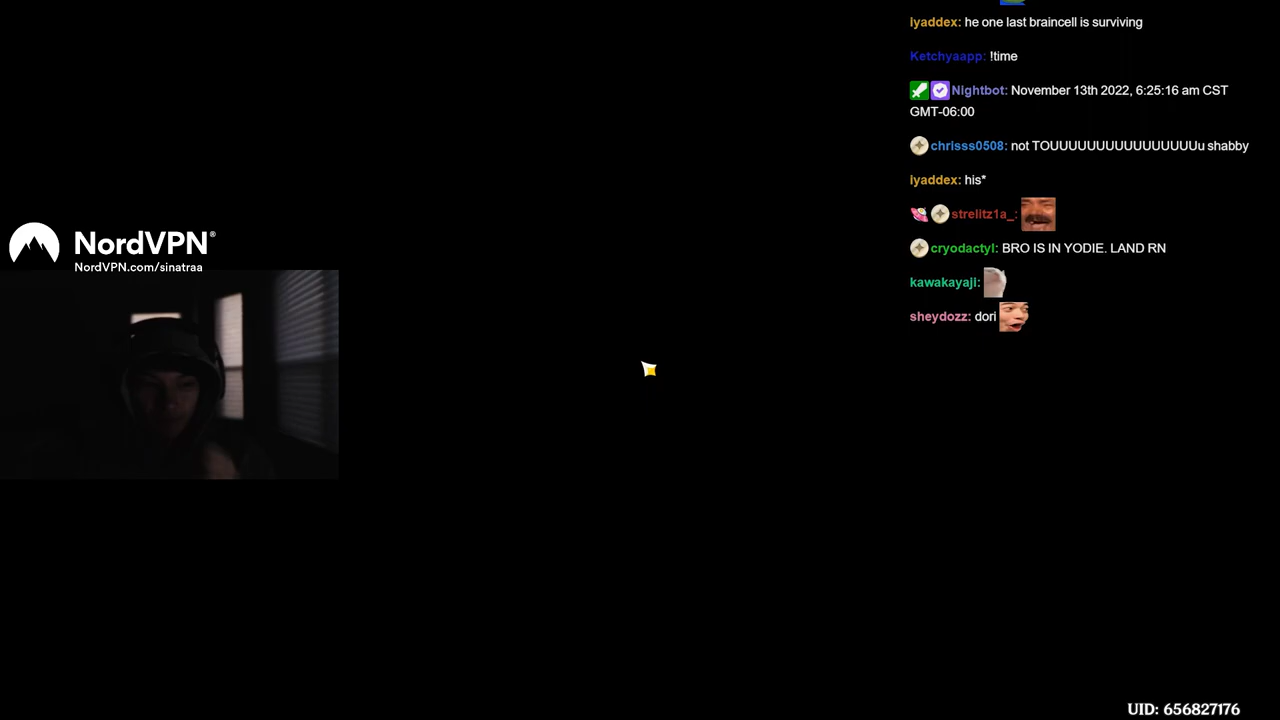 iyaddex: he one last braincell is surviving
Ketchyaapp: !time
Nightbot: November 13th 2022, 6:25:16 am CST
GMT-06:00
chrisss0508: not TOUUUUUUUUUUUUUUUUu shabby
iyaddex: his*
strelitz1a_:
cryodactyl: BRO IS IN YODIE. LAND RN
kawakayaji:
sheydozz: dori
NordVPN®
NordVPN.com/sinatraa
UID: 656827176